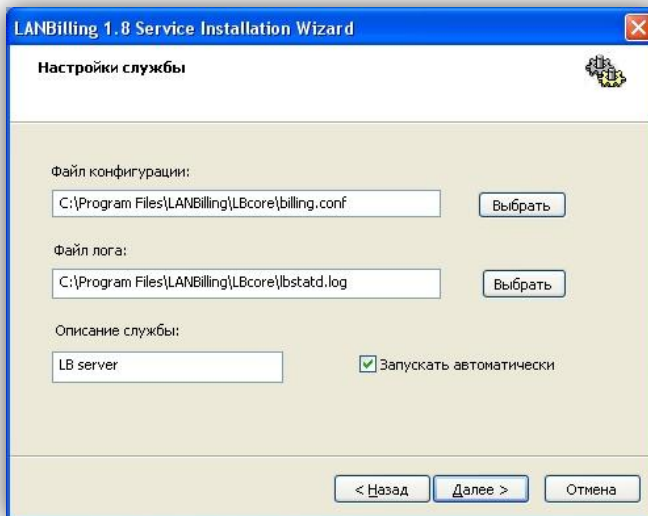 LANBilling 1.8 Service Installation Wizard
Настройки службы
Файл конфигурации:
C:\Program Files\LANBilling\LBcore\billing.conf
Выбрать
Файл лога:
C:\Program Files\LANBilling\LBcore\lbstatd.log
Выбрать
Описание службы:
LB server
Запускать автоматически
< Назад
Далее >
Отмена